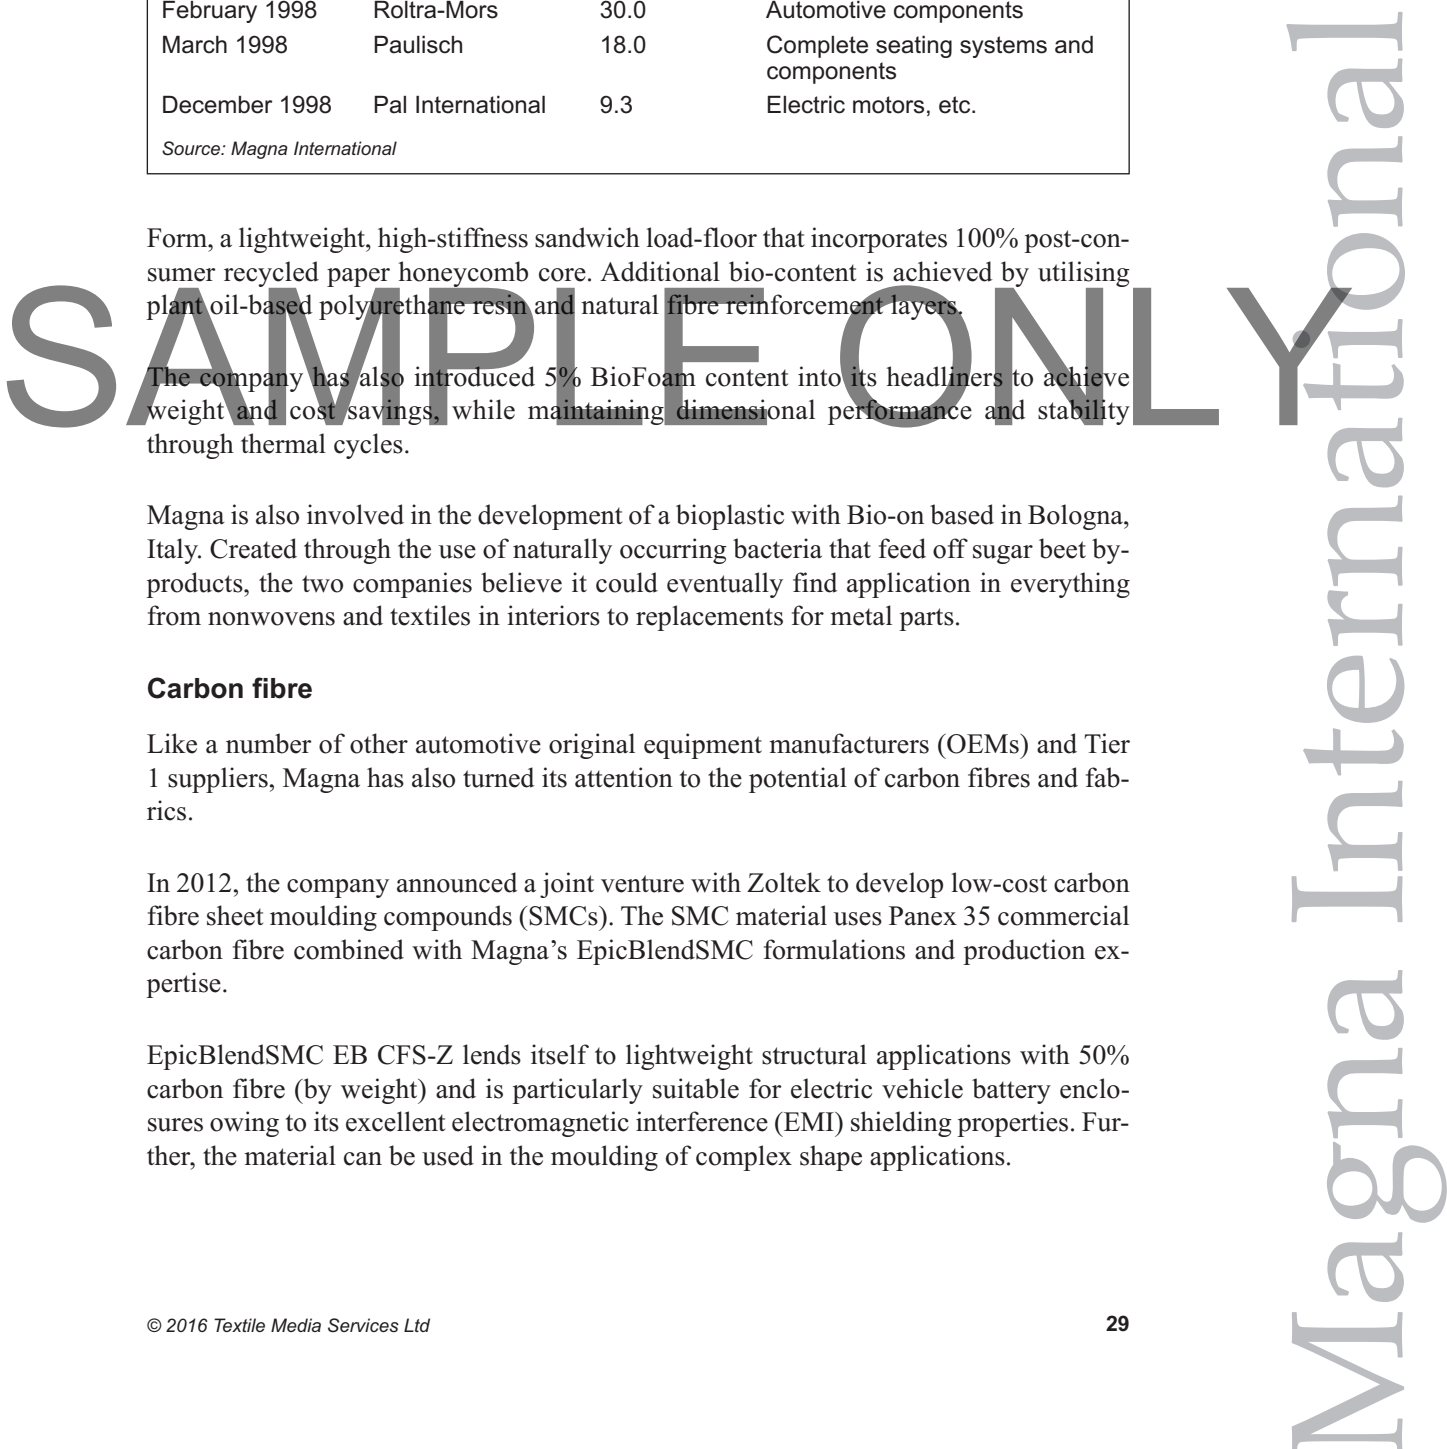 February 1998 Roltra-Mors 30.0 Automotive components
March 1998 Paulisch 18.0 Complete seating systems and
components
December 1998 Pal International 9.3 Electric motors, etc.
Source: Magna International
Form, a lightweight, high-stiffness sandwich load-floor that incorporates 100% post-con-
sumer recycled paper honeycomb core. Additional bio-content is achieved by utilising
plant oil-based polyurethane resin and natural fibre reinforcement layers.
SAMPLE ONLY
The company has also introduced 5% BioFoam content into its headliners to achieve
weight and cost savings, while maintaining dimensional performance and stability
through thermal cycles.
Magna is also involved in the development of a bioplastic with Bio-on based in Bologna,
Italy. Created through the use of naturally occurring bacteria that feed off sugar beet by-
products, the two companies believe it could eventually find application in everything
from nonwovens and textiles in interiors to replacements for metal parts.
Carbon fibre
Like a number of other automotive original equipment manufacturers (OEMs) and Tier
1 suppliers, Magna has also turned its attention to the potential of carbon fibres and fab-
rics.
In 2012, the company announced a joint venture with Zoltek to develop low-cost carbon
fibre sheet moulding compounds (SMCs). The SMC material uses Panex 35 commercial
carbon fibre combined with Magna’s EpicBlendSMC formulations and production ex-
pertise.
EpicBlendSMC EB CFS-Z lends itself to lightweight structural applications with 50%
carbon fibre (by weight) and is particularly suitable for electric vehicle battery enclo-
sures owing to its excellent electromagnetic interference (EMI) shielding properties. Fur-
ther, the material can be used in the moulding of complex shape applications.
© 2016 Textile Media Services Ltd 29
Magna International